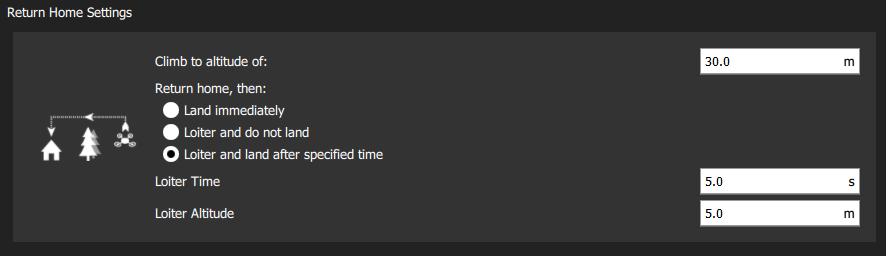 Return Home Settings
Climb to altitude of: 30.0 m
Return home, then:
Land immediately
Loiter and do not land
Loiter and land after specified time
Loiter Time 5.0 s
Loiter Altitude 5.0 m